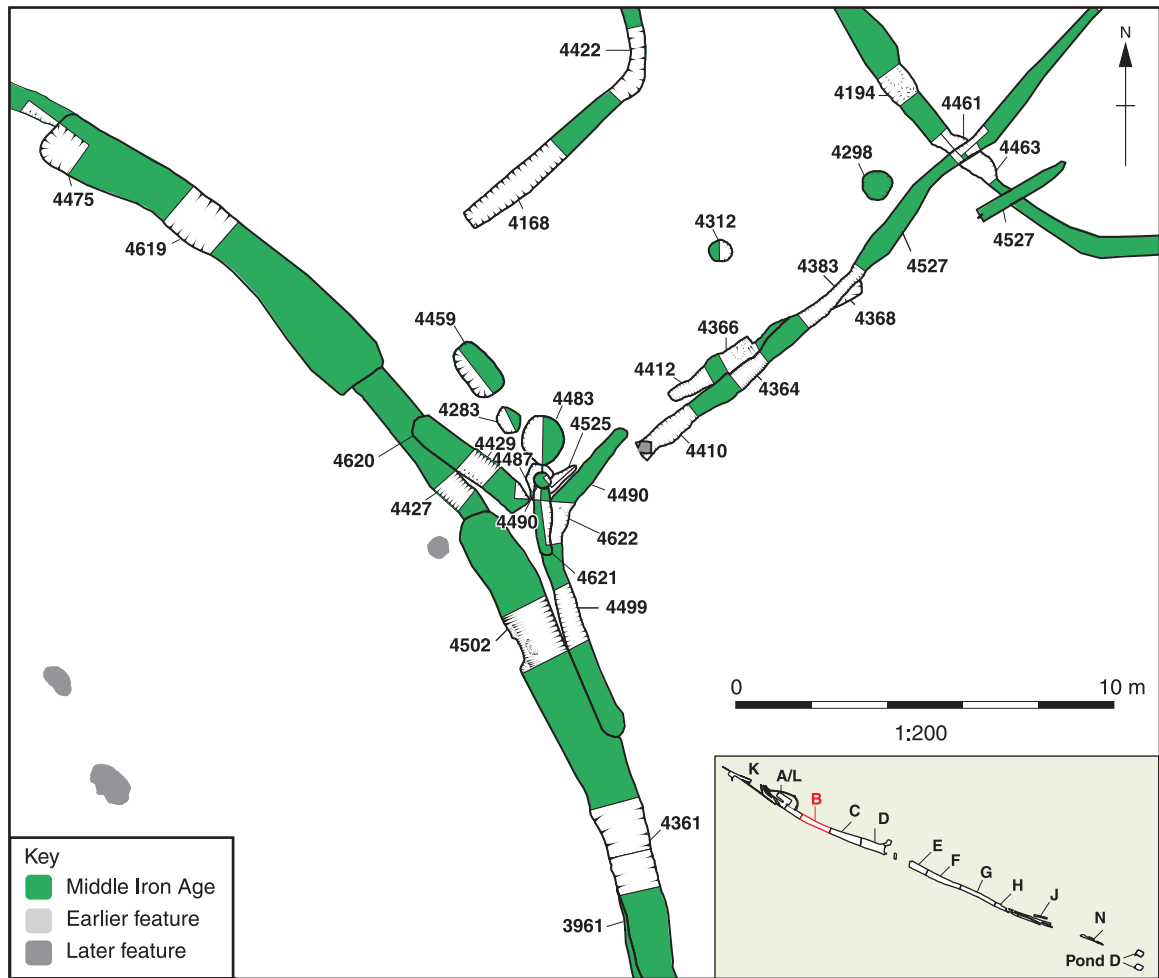 4422
N
4194
4461
4463
4298
4475
4168
4527
4619
4312
4527
4383
4368
4459
4366
4412
4364
4283
4483
4525
4429
4410
4620
4487
4490
4427
4490
4622
4621
4499
4502
0
10 m
1:200
K
A/L
B
C
D
4361
E
F
G
H
J
N
Pond D
3961
Key
Middle Iron Age
Earlier feature
Later feature